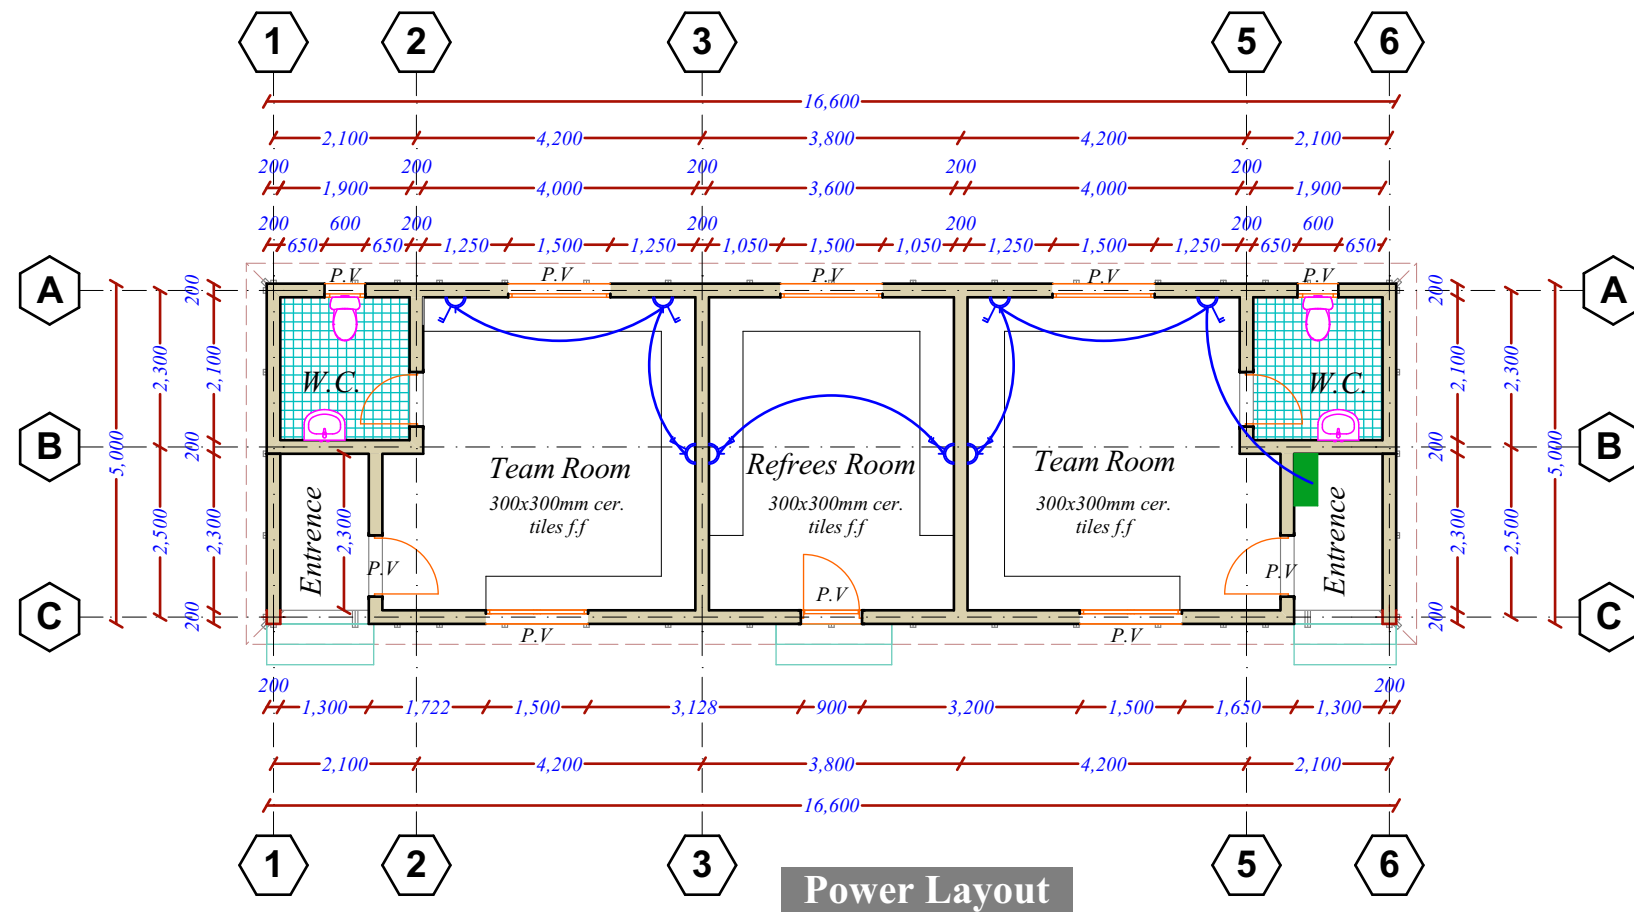 1 2 3 5 6
16,600
2,100 4,200 3,800 4,200 2,100
200 200 200 200 200
1,900 4,000 3,600 4,000 1,900
200 600 200 200 200 200 600
650 650 1,250 1,500 1,250 1,050 1,500 1,050 1,250 1,500 1,250 650 650
P.V P.V P.V P.V P.V
A A
200 200 200 200
2,300 2,100 2,100 2,300
W.C. W.C.
B B
200 200 200 200
5,000 5,000
Team Room Refrees Room Team Room
300x300mm cer. 300x300mm cer. 300x300mm cer.
tiles f.f tiles f.f tiles f.f
2,500 2,300 Entrence 2,300 Entrence 2,300 2,500
P.V P.V P.V
C C
200 200
P.V P.V
200 200
1,300 1,722 1,500 3,128 900 3,200 1,500 1,650 1,300
2,100 4,200 3,800 4,200 2,100
16,600
1 2 3 5 6
Power Layout